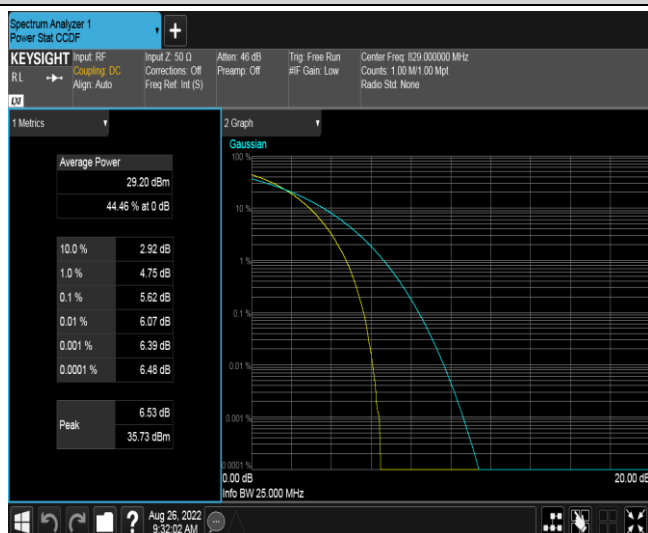 Spectrum Analyzer 1
Power Stat CCDF
+
KEYSIGHT
RL
LXI
Input: RF
Coupling: DC
Align: Auto
Input Z: 50 Ω
Corrections: Off
Freq Ref: Int (S)
Atten: 46 dB
Preamp: Off
Trig: Free Run
#IF Gain: Low
Center Freq: 829.000000 MHz
Counts: 1.00 M/1.00 Mpt
Radio Std: None
1 Metrics
Average Power
29.20 dBm
44.46 % at 0 dB
10.0 % 2.92 dB
1.0 % 4.75 dB
0.1 % 5.62 dB
0.01 % 6.07 dB
0.001 % 6.39 dB
0.0001 % 6.48 dB
Peak
6.53 dB
35.73 dBm
2 Graph
Gaussian
100 %
10 %
1 %
0.1 %
0.01 %
0.001 %
0.0001 %
0.00 dB
20.00 dB
Info BW 25.000 MHz
?
Aug 26, 2022
9:32:02 AM